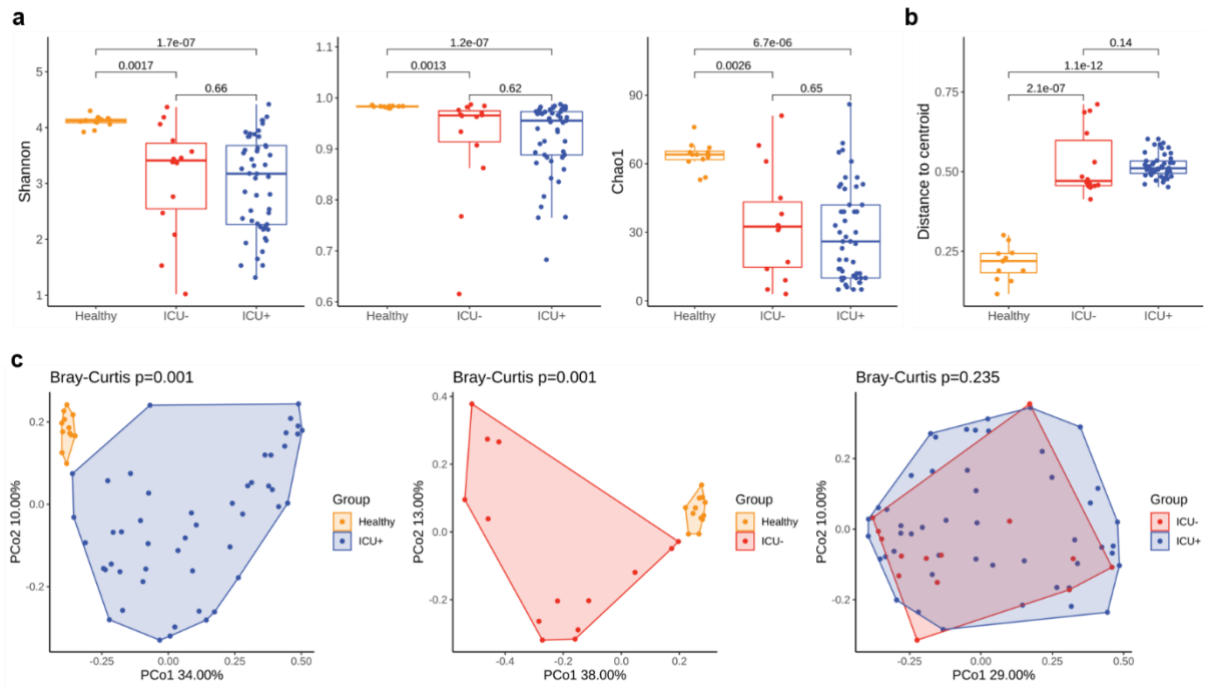 a
1.7e-07
0.0017
0.66
5
4
3
2
1
Shannon
Healthy
ICU-
ICU+
1.2e-07
0.0013
0.62
1.1
1.0
0.9
0.8
0.7
0.6
Healthy
ICU-
ICU+
6.7e-06
0.0026
0.65
90
60
30
0
Chao1
Healthy
ICU-
ICU+
b
0.14
1.1e-12
2.1e-07
0.75
0.50
0.25
Distance to centroid
Healthy
ICU-
ICU+
c
Bray-Curtis p=0.001
0.2
0.0
-0.2
PCo2 10.00%
-0.25
0.00
0.25
0.50
PCo1 34.00%
Group
Healthy
ICU+
Bray-Curtis p=0.001
0.4
0.2
0.0
-0.2
PCo2 13.00%
-0.4
-0.2
0.0
0.2
PCo1 38.00%
Group
Healthy
ICU-
Bray-Curtis p=0.235
0.2
0.0
-0.2
PCo2 10.00%
-0.25
0.00
0.25
0.50
PCo1 29.00%
Group
ICU-
ICU+